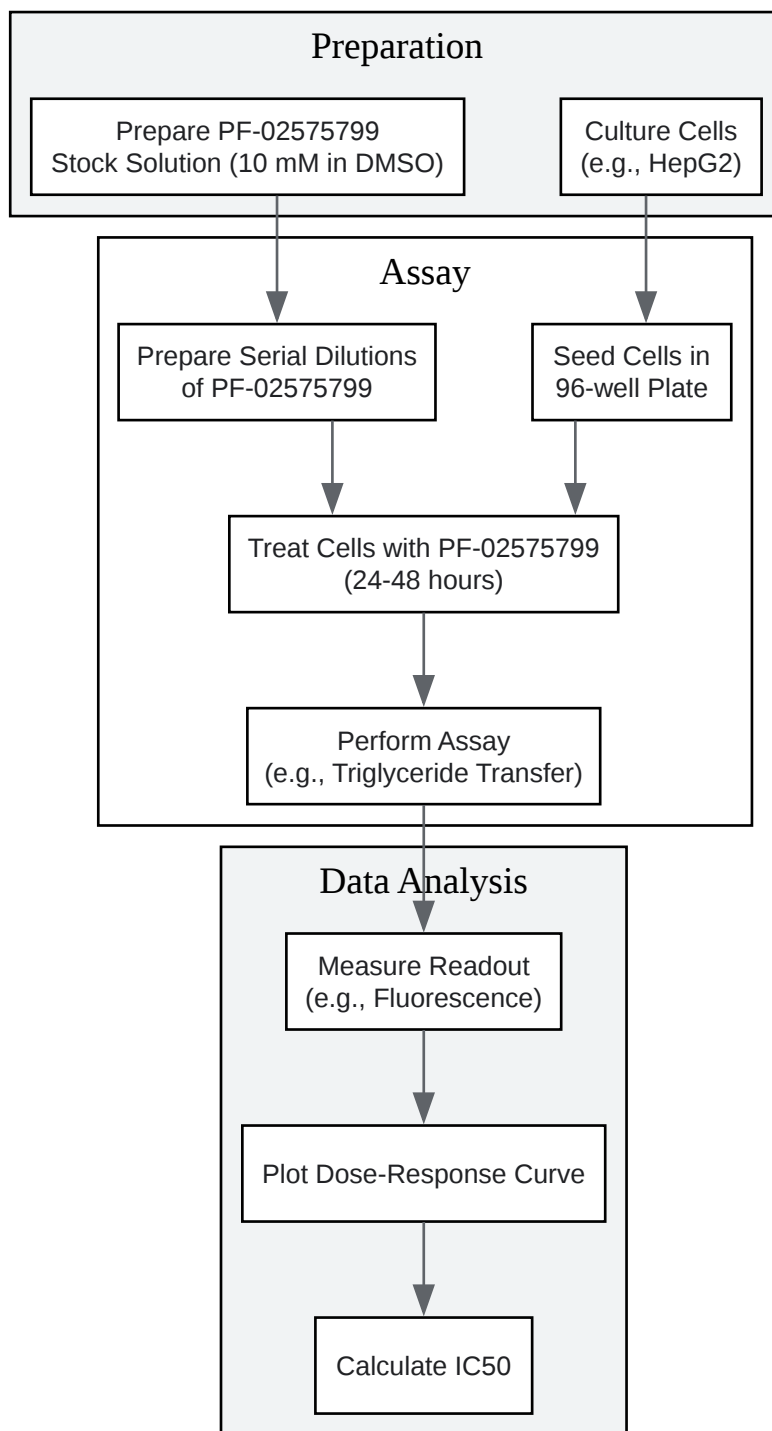 Preparation
Prepare PF-02575799
Stock Solution (10 mM in DMSO)
Culture Cells
(e.g., HepG2)
Assay
Prepare Serial Dilutions
of PF-02575799
Seed Cells in
96-well Plate
Treat Cells with PF-02575799
(24-48 hours)
Perform Assay
(e.g., Triglyceride Transfer)
Data Analysis
Measure Readout
(e.g., Fluorescence)
Plot Dose-Response Curve
Calculate IC50